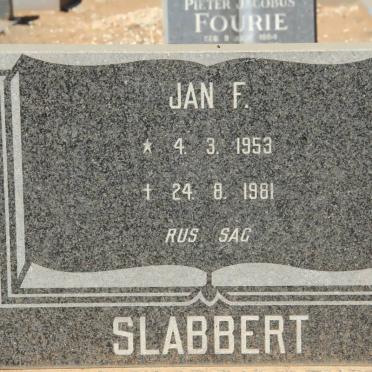 PIETER JACOBUS
FOURIE
JAN F.
★ 4. 3. 1953
† 24. 8. 1981
RUS SAG
SLABBERT